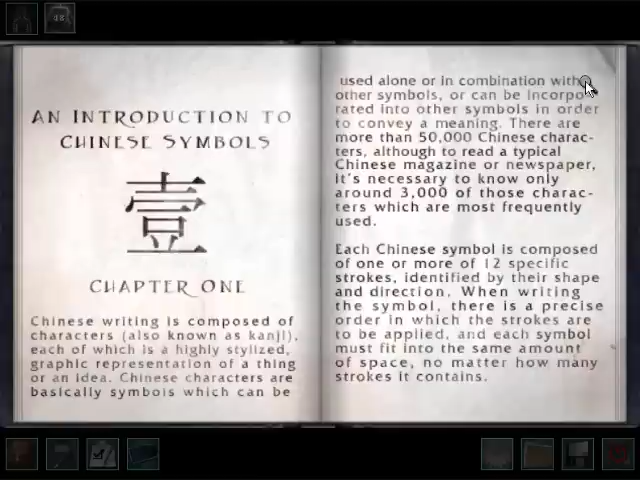 AN INTRODUCTION TO
CHINESE SYMBOLS
壹
CHAPTER ONE
Chinese writing is composed of
characters (also known as kanji),
each of which is a highly stylized,
graphic representation of a thing
or an idea. Chinese characters are
basically symbols which can be
used alone or in combination with
other symbols, or can be incorpo-
rated into other symbols in order
to convey a meaning. There are
more than 50,000 Chinese charac-
ters, although to read a typical
Chinese magazine or newspaper,
it's necessary to know only
around 3,000 of those charac-
ters which are most frequently
used.
Each Chinese symbol is composed
of one or more of 12 specific
strokes, identified by their shape
and direction. When writing
the symbol, there is a precise
order in which the strokes are
to be applied, and each symbol
must fit into the same amount
of space, no matter how many
strokes it contains.